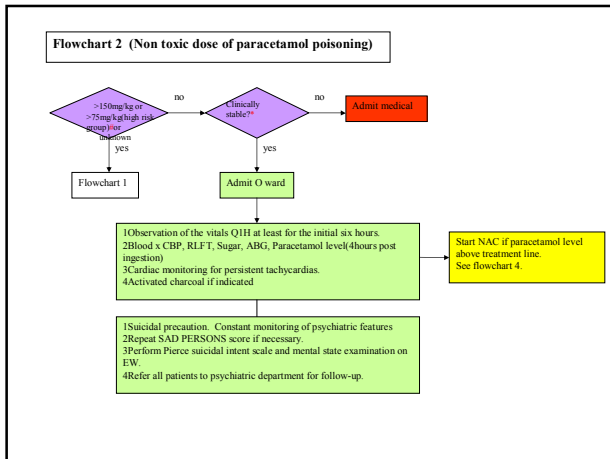 Flowchart 2  (Non toxic dose of paracetamol poisoning)
>150mg/kg or
>75mg/kg(high risk
group)*or
unknown
no
Clinically
stable?*
no
Admit medical
yes
yes
Flowchart 1
Admit O ward
1Observation of the vitals Q1H at least for the initial six hours.
2Blood x CBP, RLFT, Sugar, ABG, Paracetamol level(4hours post
ingestion)
3Cardiac monitoring for persistent tachycardias.
4Activated charcoal if indicated
Start NAC if paracetamol level
above treatment line.
See flowchart 4.
1Suicidal precaution.  Constant monitoring of psychiatric features
2Repeat SAD PERSONS score if necessary.
3Perform Pierce suicidal intent scale and mental state examination on
EW.
4Refer all patients to psychiatric department for follow-up.